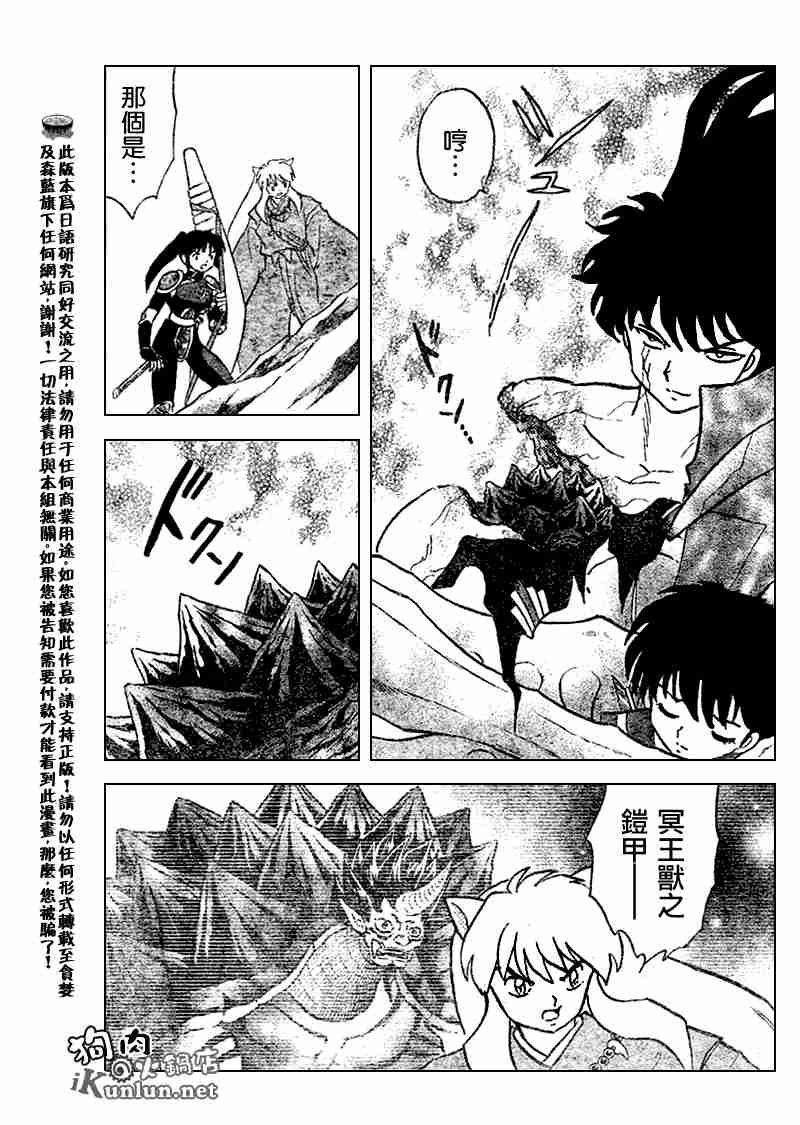 哼…
ドクン
那個是…
ドクン
冥王獸之
鎧甲——
此版本爲日語研究同好交流之用,請勿用于任何商業用途。如您喜歡此作品,請支持正版!請勿以任何形式轉載至貪婪
及森藍旗下任何網站,謝謝!一切法律責任與本組無關。如果您被告知需要付款才能看到此漫畫,那麼,您被騙了!
狗肉
火鍋店
iKunlun.net